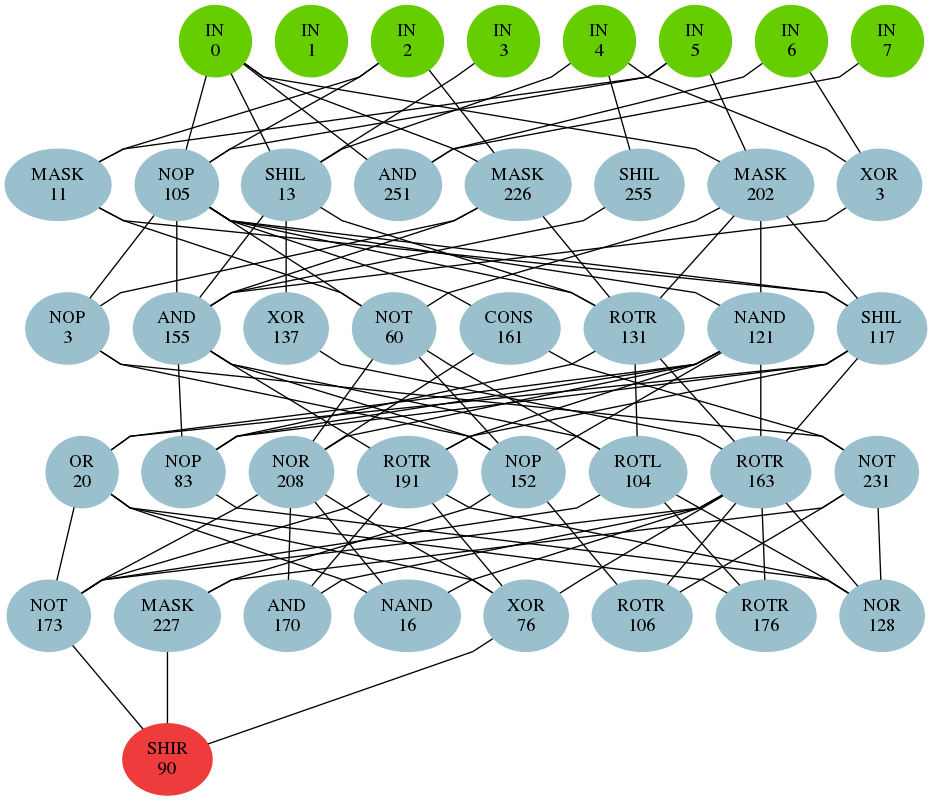 IN
0
IN
1
IN
2
IN
3
IN
4
IN
5
IN
6
IN
7
MASK
11
NOP
105
SHIL
13
AND
251
MASK
226
SHIL
255
MASK
202
XOR
3
NOP
3
AND
155
XOR
137
NOT
60
CONS
161
ROTR
131
NAND
121
SHIL
117
OR
20
NOP
83
NOR
208
ROTR
191
NOP
152
ROTL
104
ROTR
163
NOT
231
NOT
173
MASK
227
AND
170
NAND
16
XOR
76
ROTR
106
ROTR
176
NOR
128
SHIR
90